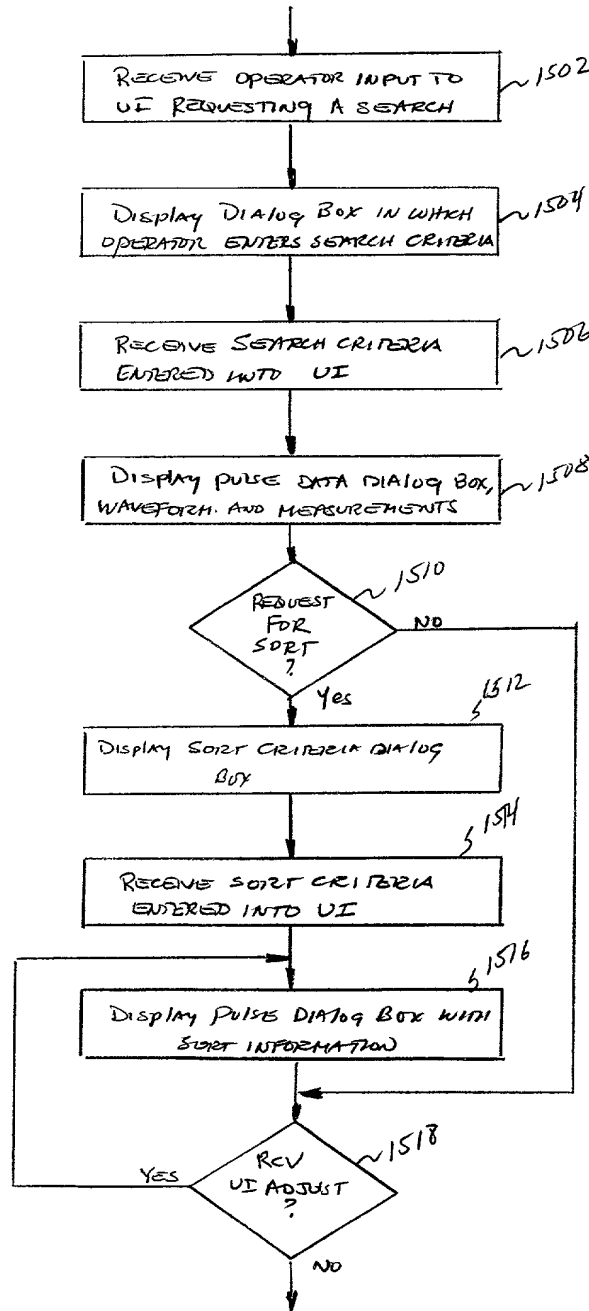 RECEIVE OPERATOR INPUT TO
UI REQUESTING A SEARCH
1502
DISPLAY DIALOG BOX IN WHICH
OPERATOR ENTERS SEARCH CRITERIA
1504
RECEIVE SEARCH CRITERIA
ENTERED INTO UI
1506
DISPLAY PULSE DATA DIALOG BOX,
WAVEFORM. AND MEASUREMENTS
1508
1510
REQUEST
FOR
SORT
?
NO
Yes
1512
DISPLAY SORT CRITERIA DIALOG
BOX
1514
RECEIVE SORT CRITERIA
ENTERED INTO UI
1516
DISPLAY PULSE DIALOG BOX WITH
SORT INFORMATION
1518
YES
RCV
UI ADJUST
?
NO